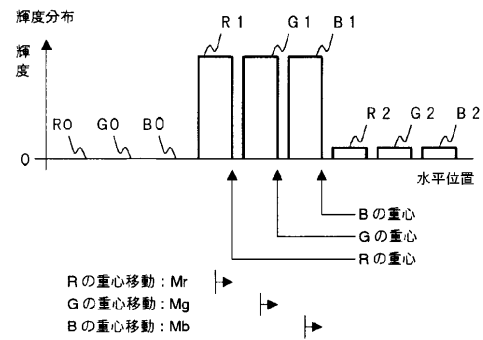 輝度分布
輝度
R1 G1 B1
R0 G0 B0
R2 G2 B2
0
水平位置
Bの重心
Gの重心
Rの重心
Rの重心移動:Mr
Gの重心移動:Mg
Bの重心移動:Mb